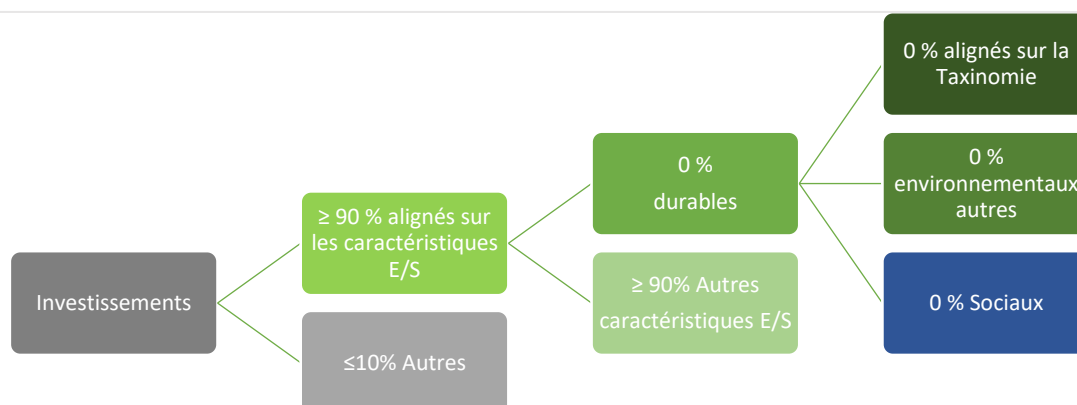 Investissements
≥ 90 % alignés sur
les caractéristiques
E/S
≤10% Autres
0 %
durables
≥ 90% Autres
caractéristiques E/S
0 % alignés sur la
Taxinomie
0 %
environnementaux
autres
0 % Sociaux